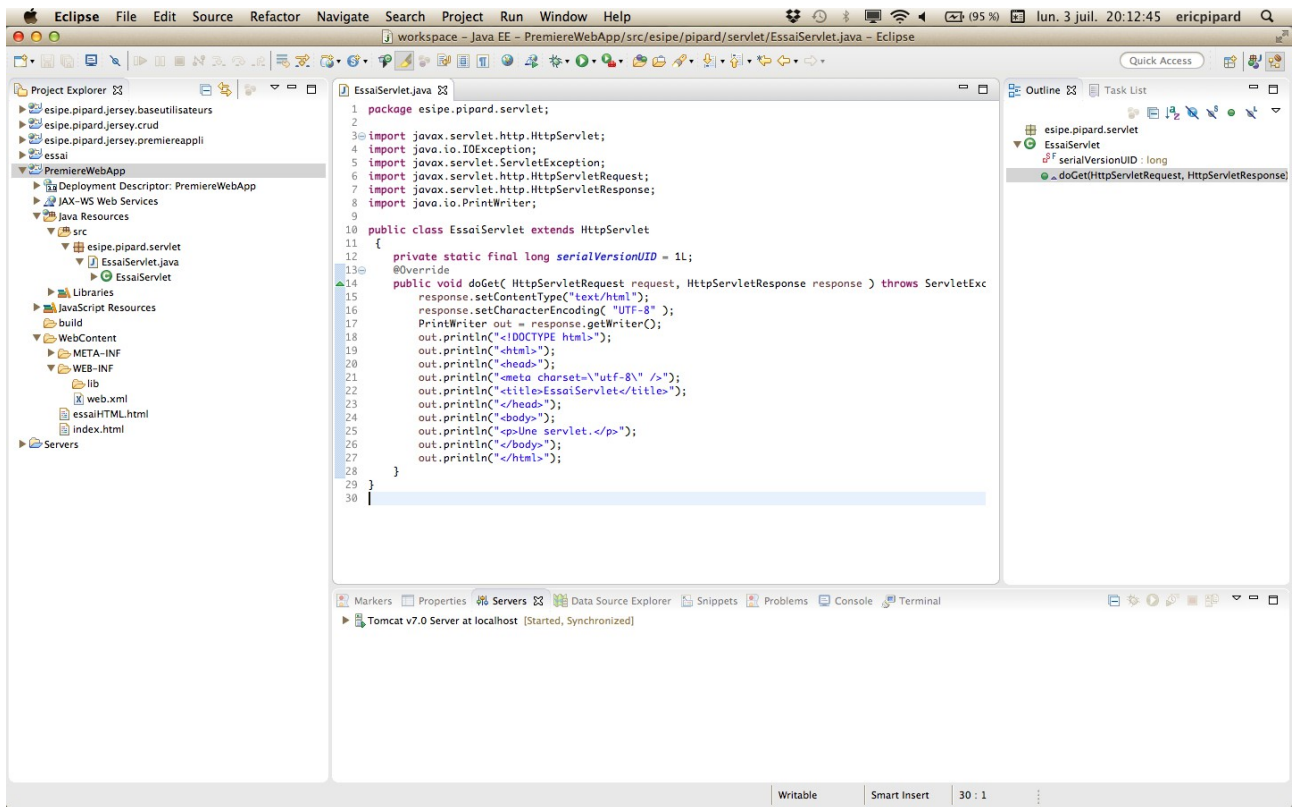 Eclipse File Edit Source Refactor Navigate Search Project Run Window Help (95 %) lun. 3 juil. 20:12:45 ericpipard
workspace – Java EE – PremiereWebApp/src/esipe/pipard/servlet/EssaiServlet.java – Eclipse
Quick Access
Project Explorer
esipe.pipard.jersey.baseutilisateurs
esipe.pipard.jersey.crud
esipe.pipard.jersey.premiereappli
essai
PremiereWebApp
Deployment Descriptor: PremiereWebApp
JAX-WS Web Services
Java Resources
src
esipe.pipard.servlet
EssaiServlet.java
EssaiServlet
Libraries
JavaScript Resources
build
WebContent
META-INF
WEB-INF
lib
web.xml
essaiHTML.html
index.html
Servers
EssaiServlet.java
1 package esipe.pipard.servlet;
2
3 import javax.servlet.http.HttpServlet;
4 import java.io.IOException;
5 import javax.servlet.ServletException;
6 import javax.servlet.http.HttpServletRequest;
7 import javax.servlet.http.HttpServletResponse;
8 import java.io.PrintWriter;
9
10 public class EssaiServlet extends HttpServlet
11 {
12 private static final long serialVersionUID = 1L;
13 @Override
14 public void doGet( HttpServletRequest request, HttpServletResponse response ) throws ServletExc
15 response.setContentType("text/html");
16 response.setCharacterEncoding( "UTF-8" );
17 PrintWriter out = response.getWriter();
18 out.println("<!DOCTYPE html>");
19 out.println("<html>");
20 out.println("<head>");
21 out.println("<meta charset=\"utf-8\" />");
22 out.println("<title>EssaiServlet</title>");
23 out.println("</head>");
24 out.println("<body>");
25 out.println("<p>Une servlet.</p>");
26 out.println("</body>");
27 out.println("</html>");
28 }
29 }
30
Outline Task List
esipe.pipard.servlet
EssaiServlet
serialVersionUID : long
doGet(HttpServletRequest, HttpServletResponse)
Markers Properties Servers Data Source Explorer Snippets Problems Console Terminal
Tomcat v7.0 Server at localhost [Started, Synchronized]
Writable Smart Insert 30 : 1